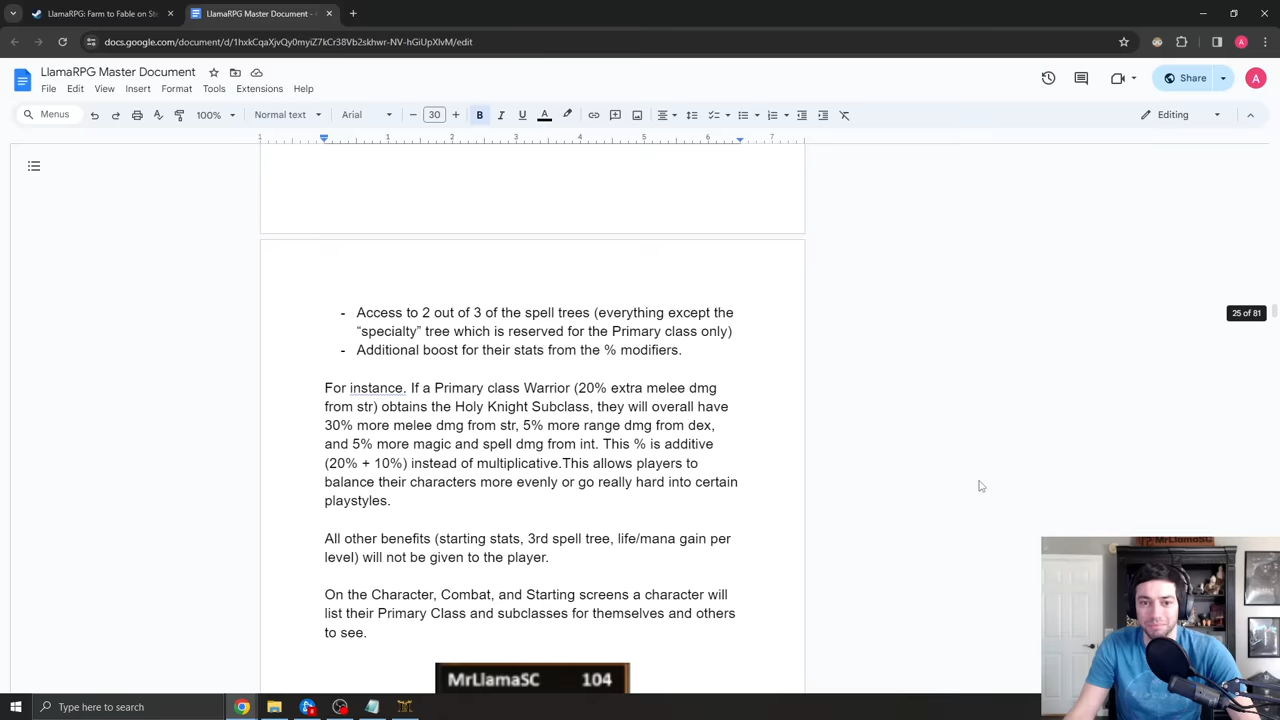 LlamaRPG: Farm to Fable on St
LlamaRPG Master Document -
docs.google.com/document/d/1hxkCqaXjvQy0myiZ7kCr38Vb2skhwr-NV-hGiUpXlvM/edit
LlamaRPG Master Document
File Edit View Insert Format Tools Extensions Help
Share
A
Menus
100%
Normal text
Arial
30
B I U A
Editing
1 1 2 3 4 5 6 7
25 of 81
- Access to 2 out of 3 of the spell trees (everything except the
“specialty” tree which is reserved for the Primary class only)
- Additional boost for their stats from the % modifiers.
For instance. If a Primary class Warrior (20% extra melee dmg
from str) obtains the Holy Knight Subclass, they will overall have
30% more melee dmg from str, 5% more range dmg from dex,
and 5% more magic and spell dmg from int. This % is additive
(20% + 10%) instead of multiplicative.This allows players to
balance their characters more evenly or go really hard into certain
playstyles.
All other benefits (starting stats, 3rd spell tree, life/mana gain per
level) will not be given to the player.
On the Character, Combat, and Starting screens a character will
list their Primary Class and subclasses for themselves and others
to see.
MrLlamaSC 104
MrLlamaSC
Type here to search